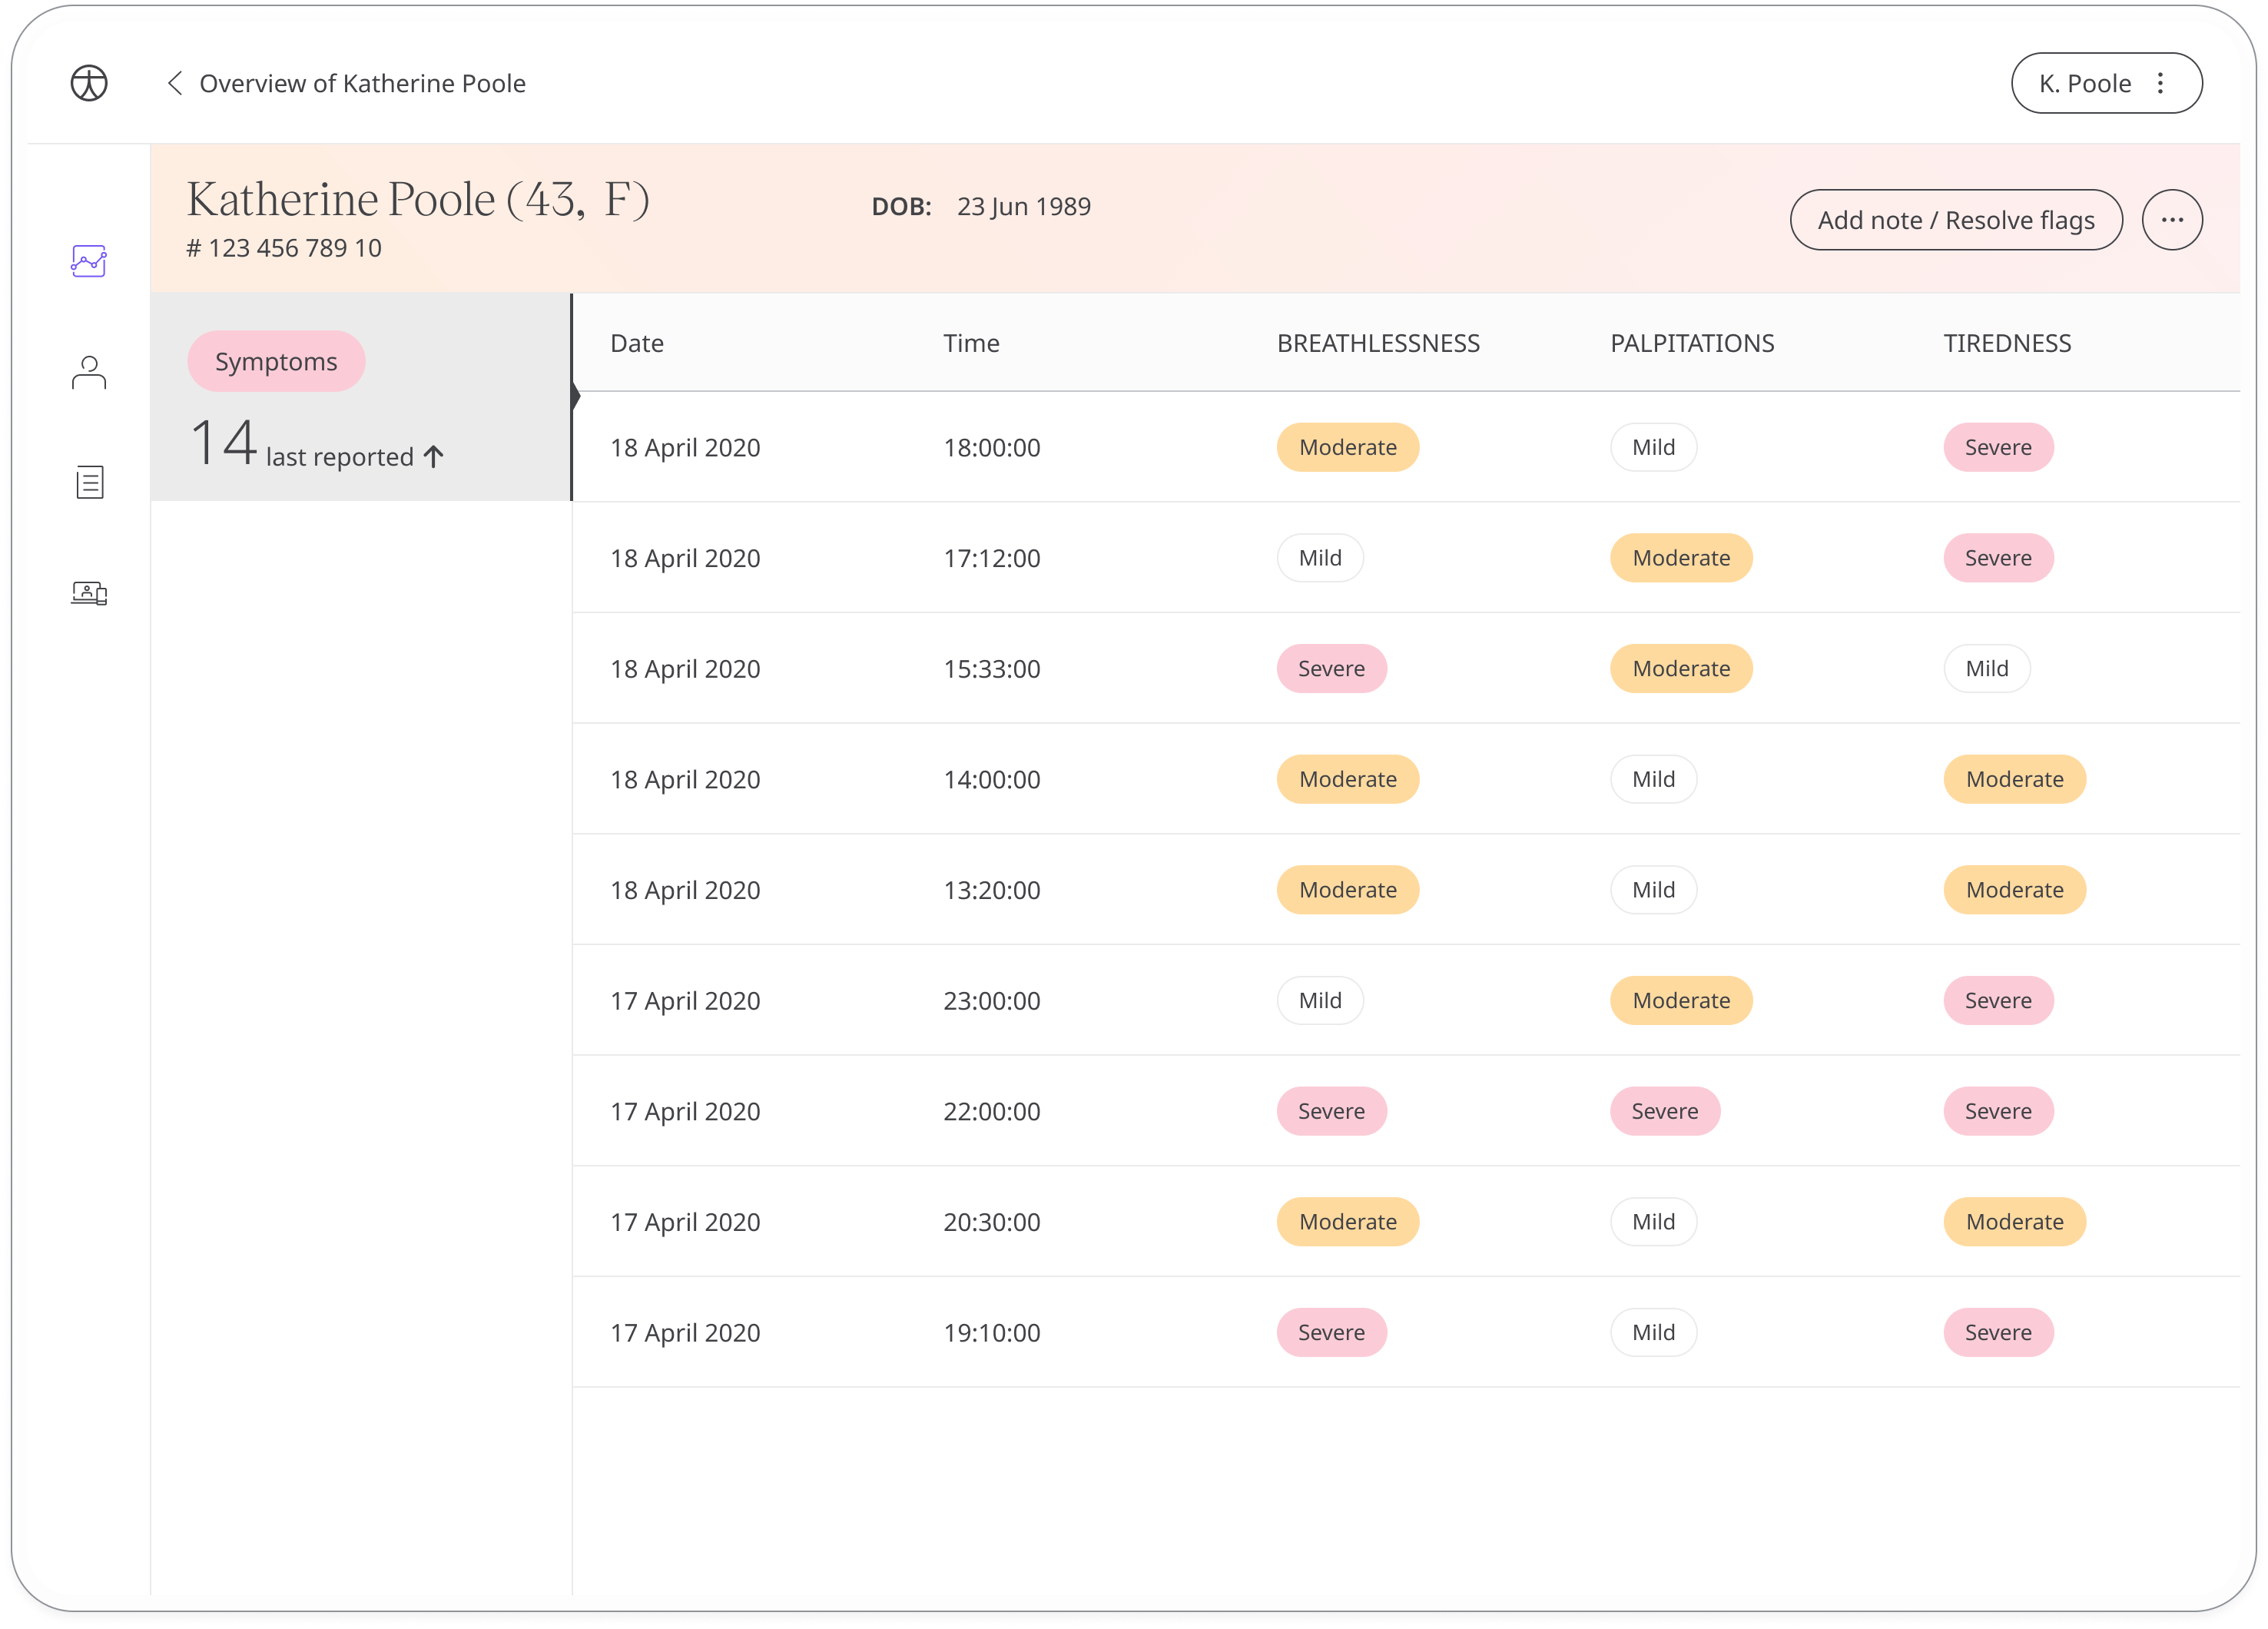 Overview of Katherine Poole
K. Poole
Katherine Poole (43, F)
DOB: 23 Jun 1989
# 123 456 789 10
Add note / Resolve flags
Symptoms
14 last reported
Date Time BREATHLESSNESS PALPITATIONS TIREDNESS
18 April 2020 18:00:00 Moderate Mild Severe
18 April 2020 17:12:00 Mild Moderate Severe
18 April 2020 15:33:00 Severe Moderate Mild
18 April 2020 14:00:00 Moderate Mild Moderate
18 April 2020 13:20:00 Moderate Mild Moderate
17 April 2020 23:00:00 Mild Moderate Severe
17 April 2020 22:00:00 Severe Severe Severe
17 April 2020 20:30:00 Moderate Mild Moderate
17 April 2020 19:10:00 Severe Mild Severe